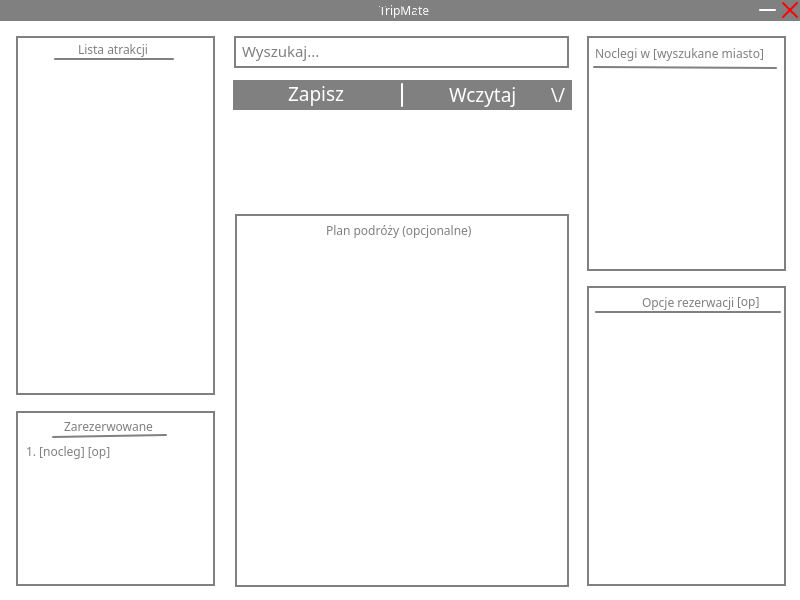 TripMate
Lista atrakcji
Wyszukaj...
Zapisz | Wczytaj \/
Noclegi w [wyszukane miasto]
Plan podróży (opcjonalne)
Opcje rezerwacji [op]
Zarezerwowane
1. [nocleg] [op]